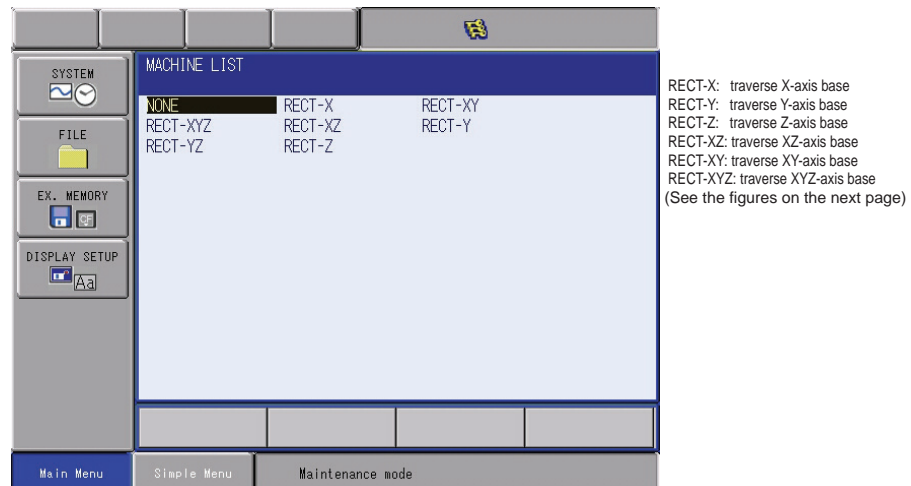 SYSTEM
FILE
EX. MEMORY
CF
DISPLAY SETUP
Aa
MACHINE LIST
NONE RECT-X RECT-XY
RECT-XYZ RECT-XZ RECT-Y
RECT-YZ RECT-Z
Main Menu Simple Menu Maintenance mode
RECT-X: traverse X-axis base
RECT-Y: traverse Y-axis base
RECT-Z: traverse Z-axis base
RECT-XZ: traverse XZ-axis base
RECT-XY: traverse XY-axis base
RECT-XYZ: traverse XYZ-axis base
(See the figures on the next page)